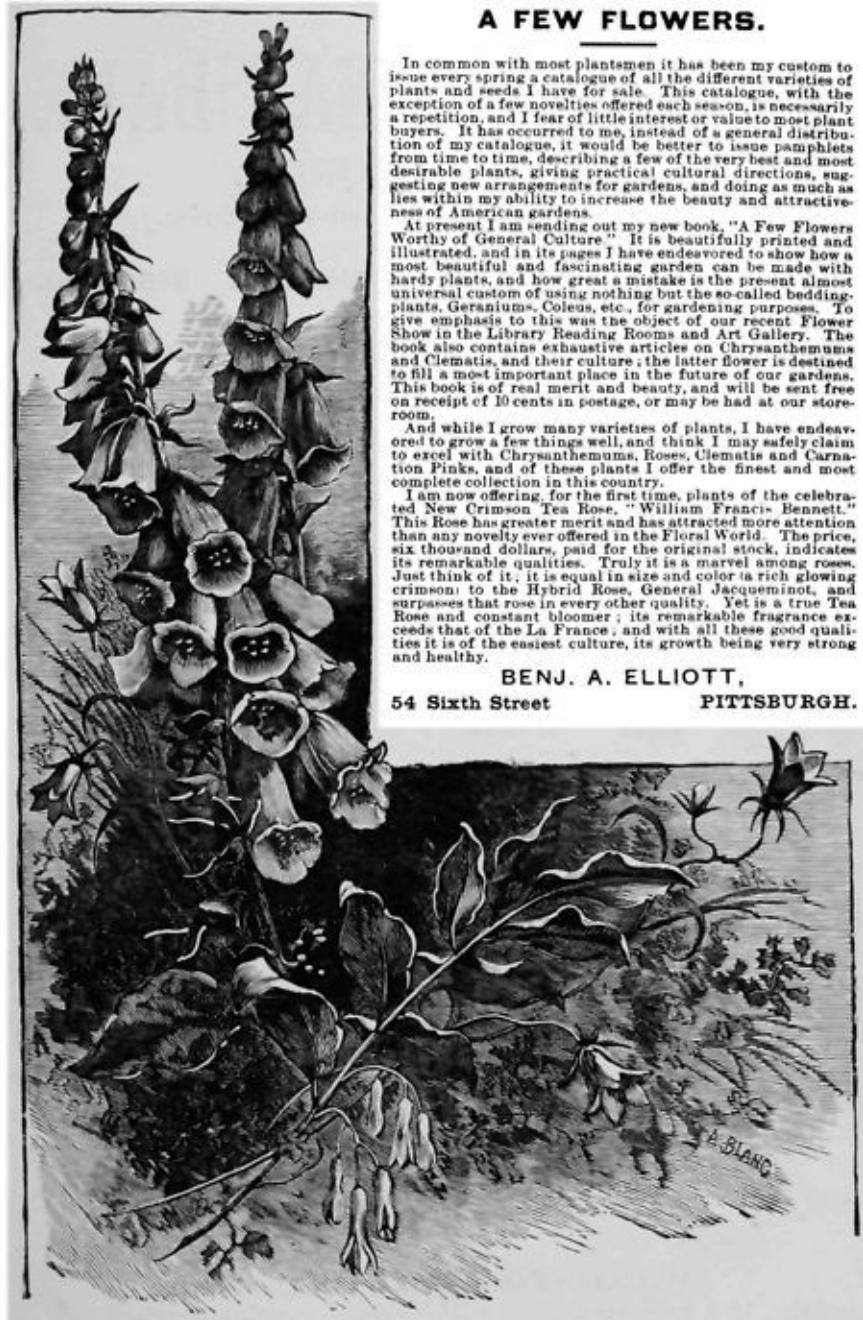 A FEW FLOWERS.
In common with most plantsmen it has been my custom to
issue every spring a catalogue of all the different varieties of
plants and seeds I have for sale. This catalogue, with the
exception of a few novelties offered each season, is necessarily
a repetition, and I fear of little interest or value to most plant
buyers. It has occurred to me, instead of a general distribu-
tion of my catalogue, it would be better to issue pamphlets
from time to time, describing a few of the very best and most
desirable plants, giving practical cultural directions, sug-
gesting new arrangements for gardens, and doing as much as
lies within my ability to increase the beauty and attractive-
ness of American gardens.
At present I am sending out my new book, "A Few Flowers
Worthy of General Culture." It is beautifully printed and
illustrated, and in its pages I have endeavored to show how a
most beautiful and fascinating garden can be made with
hardy plants, and how great a mistake is the present almost
universal custom of using nothing but the so-called bedding-
plants, Geraniums, Coleus, etc., for gardening purposes. To
give emphasis to this was the object of our recent Flower
Show in the Library Reading Rooms and Art Gallery. The
book also contains exhaustive articles on Chrysanthemums
and Clematis, and their culture; the latter flower is destined
to fill a most important place in the future of our gardens.
This book is of real merit and beauty, and will be sent free
on receipt of 10 cents in postage, or may be had at our store-
room.
And while I grow many varieties of plants, I have endeav-
ored to grow a few things well, and think I may safely claim
to excel with Chrysanthemums, Roses, Clematis and Carna-
tion Pinks, and of these plants I offer the finest and most
complete collection in this country.
I am now offering, for the first time, plants of the celebra-
ted New Crimson Tea Rose, "William Francis Bennett."
This Rose has greater merit and has attracted more attention
than any novelty ever offered in the Floral World. The price,
six thousand dollars, paid for the original stock, indicates
its remarkable qualities. Truly it is a marvel among roses.
Just think of it; it is equal in size and color (a rich glowing
crimson) to the Hybrid Rose, General Jacqueminot, and
surpasses that rose in every other quality. Yet is a true Tea
Rose and constant bloomer; its remarkable fragrance ex-
ceeds that of the La France, and with all these good quali-
ties it is of the easiest culture, its growth being very strong
and healthy.
BENJ. A. ELLIOTT,
54 Sixth Street PITTSBURGH.
A. BLANC